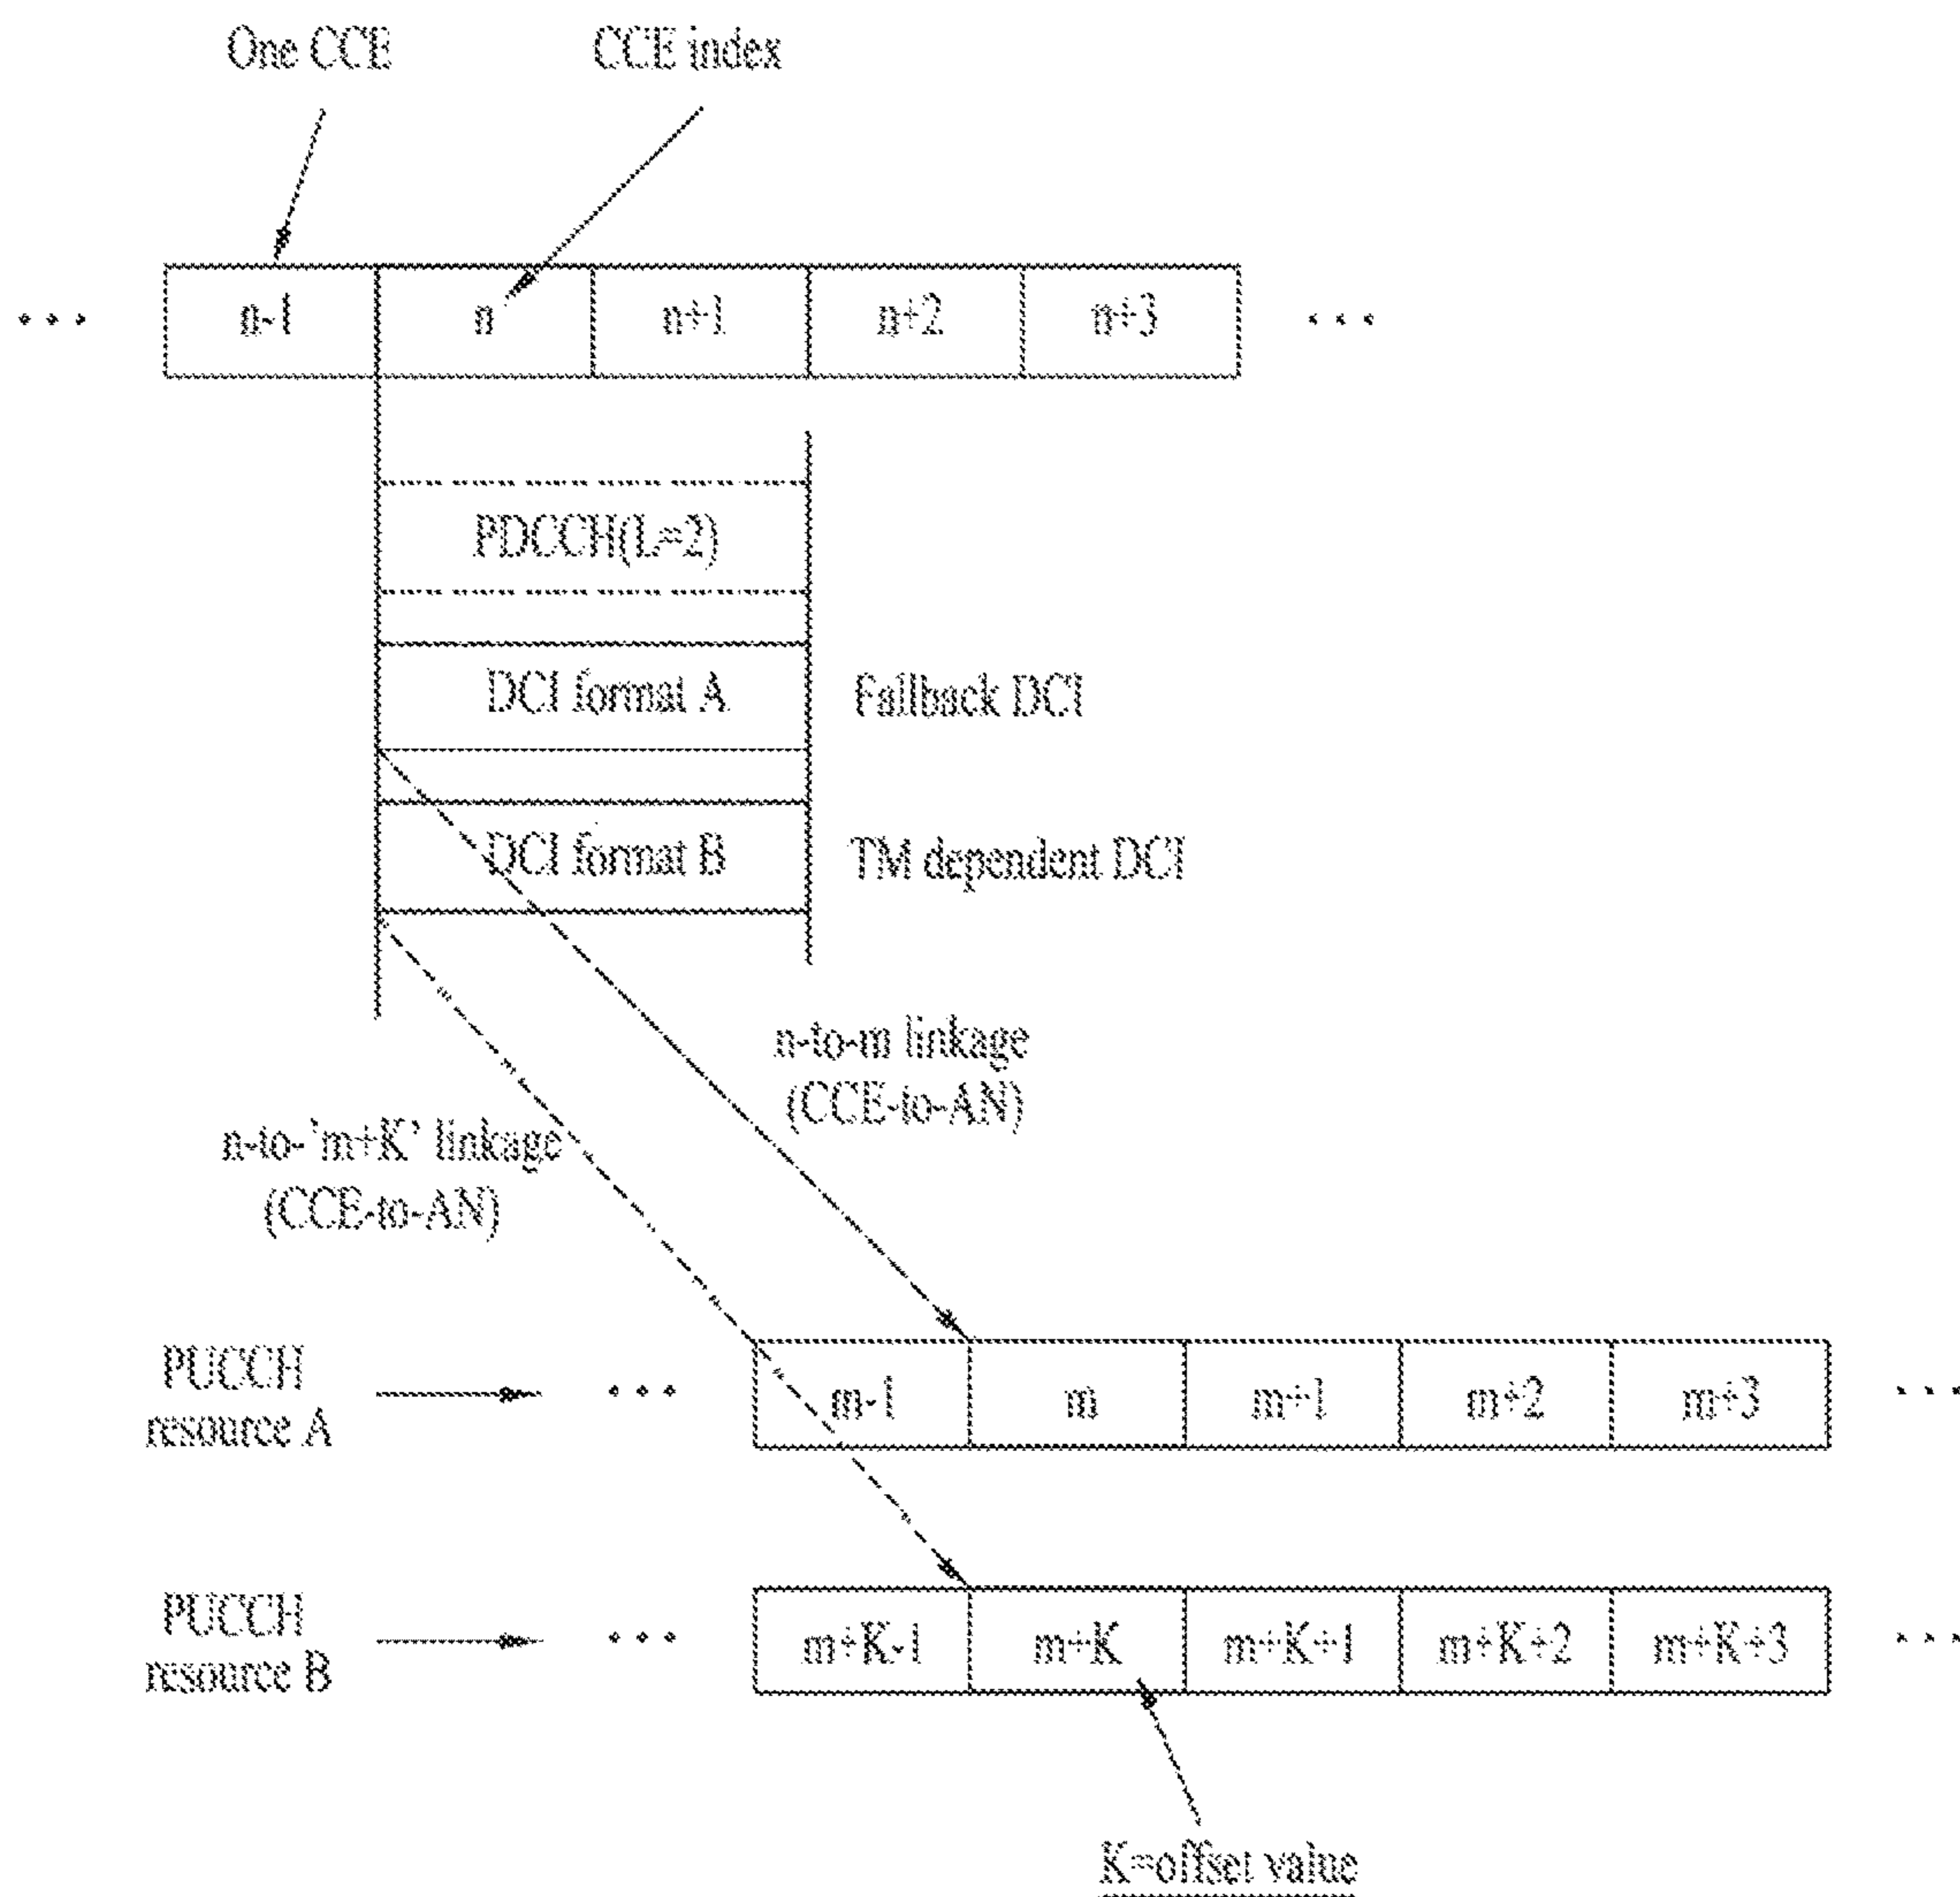 One CCE
CCE index
... n-1 n n+1 n+2 n+3 ...
PDCCH(L=2)
DCI format A
Fallback DCI
DCI format B
TM dependent DCI
n-to-m linkage
(CCE-to-AN)
n-to-'m+K' linkage
(CCE-to-AN)
PUCCH
resource A
... m-1 m m+1 m+2 m+3 ...
PUCCH
resource B
... m+K-1 m+K m+K+1 m+K+2 m+K+3 ...
K=offset value